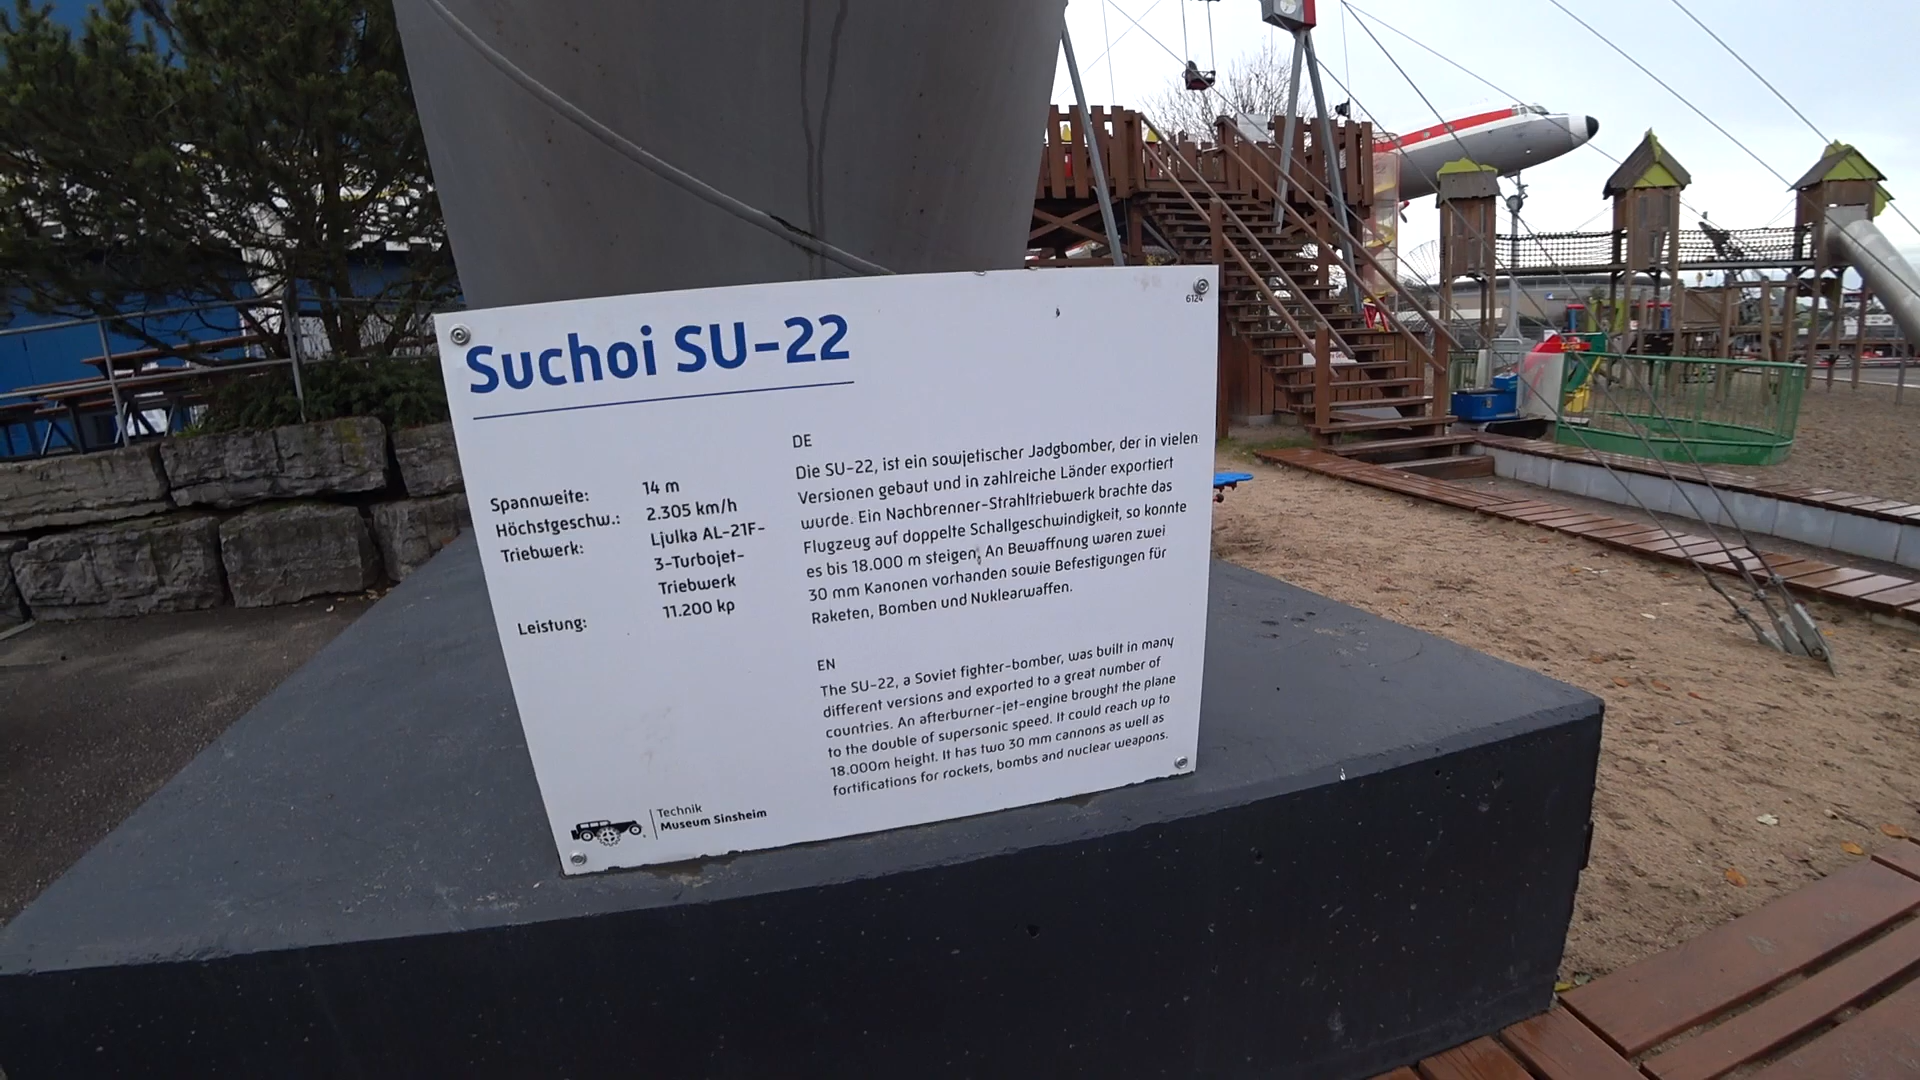 6124
Suchoi SU-22
Spannweite: 14 m
Höchstgeschw.: 2.305 km/h
Triebwerk: Ljulka AL-21F-
3-Turbojet-
Triebwerk
Leistung: 11.200 kp
DE
Die SU-22, ist ein sowjetischer Jadgbomber, der in vielen
Versionen gebaut und in zahlreiche Länder exportiert
wurde. Ein Nachbrenner-Strahltriebwerk brachte das
Flugzeug auf doppelte Schallgeschwindigkeit, so konnte
es bis 18.000 m steigen. An Bewaffnung waren zwei
30 mm Kanonen vorhanden sowie Befestigungen für
Raketen, Bomben und Nuklearwaffen.
EN
The SU-22, a Soviet fighter-bomber, was built in many
different versions and exported to a great number of
countries. An afterburner-jet-engine brought the plane
to the double of supersonic speed. It could reach up to
18.000m height. It has two 30 mm cannons as well as
fortifications for rockets, bombs and nuclear weapons.
Technik
Museum Sinsheim